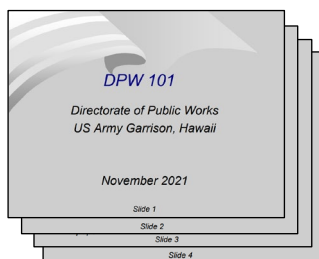 DPW 101
Directorate of Public Works
US Army Garrison, Hawaii
November 2021
Slide 1
Slide 2
Slide 3
Slide 4